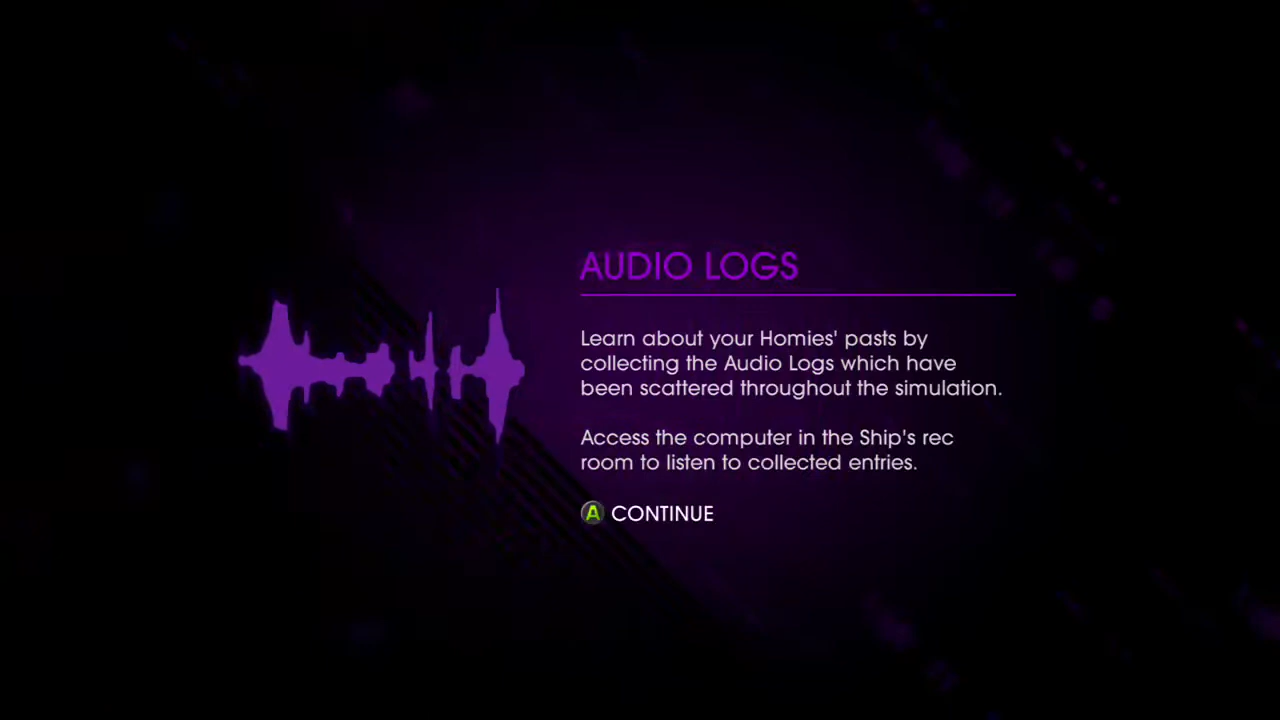 AUDIO LOGS
Learn about your Homies' pasts by
collecting the Audio Logs which have
been scattered throughout the simulation.
Access the computer in the Ship's rec
room to listen to collected entries.
A CONTINUE